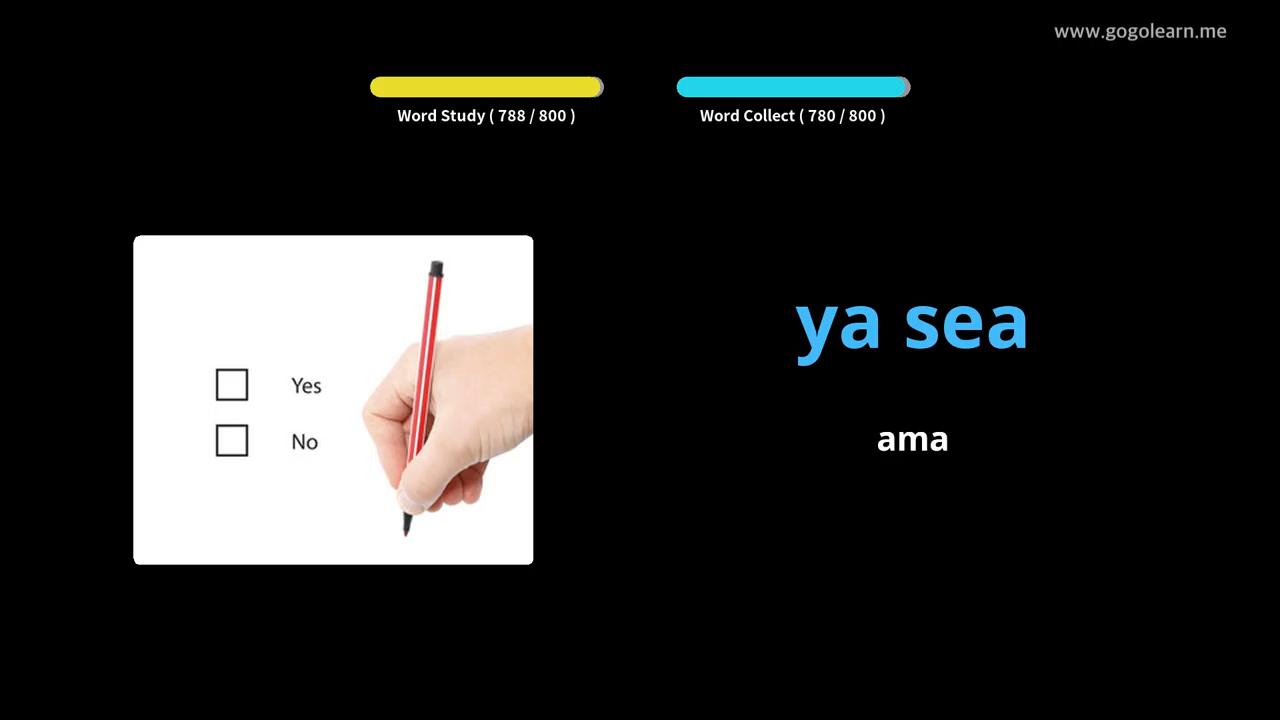 www.gogolearn.me
Word Study ( 788 / 800 )
Word Collect ( 780 / 800 )
Yes
No
ya sea
ama